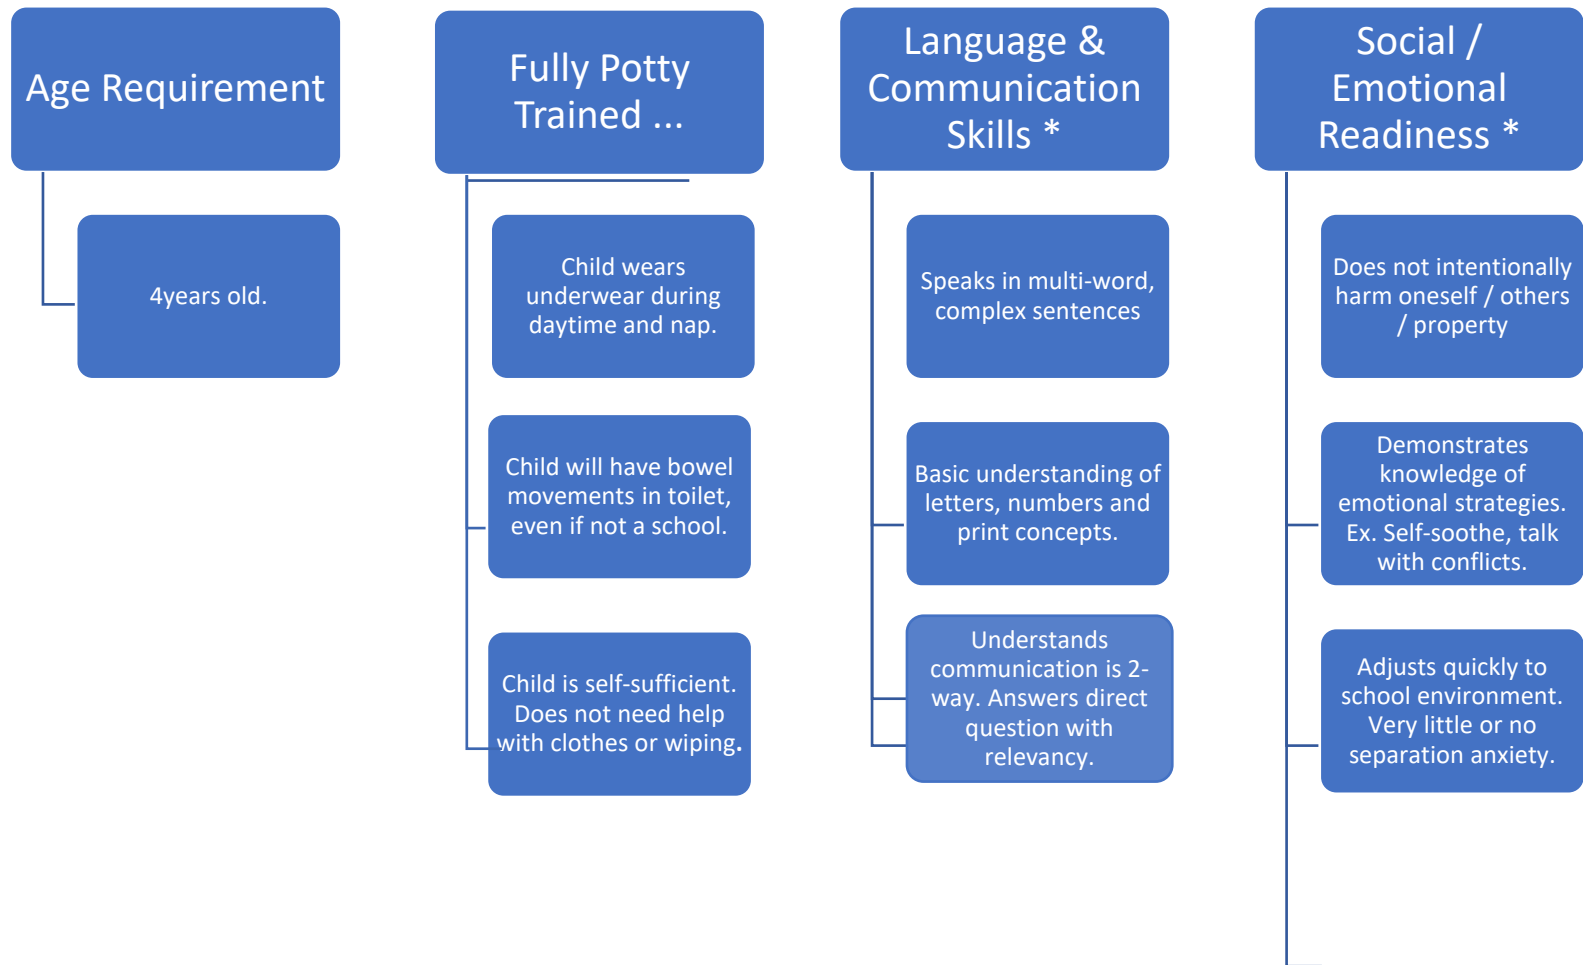 Age Requirement
4years old.
Fully Potty
Trained ...
Child wears
underwear during
daytime and nap.
Child will have bowel
movements in toilet,
even if not a school.
Child is self-sufficient.
Does not need help
with clothes or wiping.
Language &
Communication
Skills *
Speaks in multi-word,
complex sentences
Basic understanding of
letters, numbers and
print concepts.
Understands
communication is 2-
way. Answers direct
question with
relevancy.
Social /
Emotional
Readiness *
Does not intentionally
harm oneself / others
/ property
Demonstrates
knowledge of
emotional strategies.
Ex. Self-soothe, talk
with conflicts.
Adjusts quickly to
school environment.
Very little or no
separation anxiety.